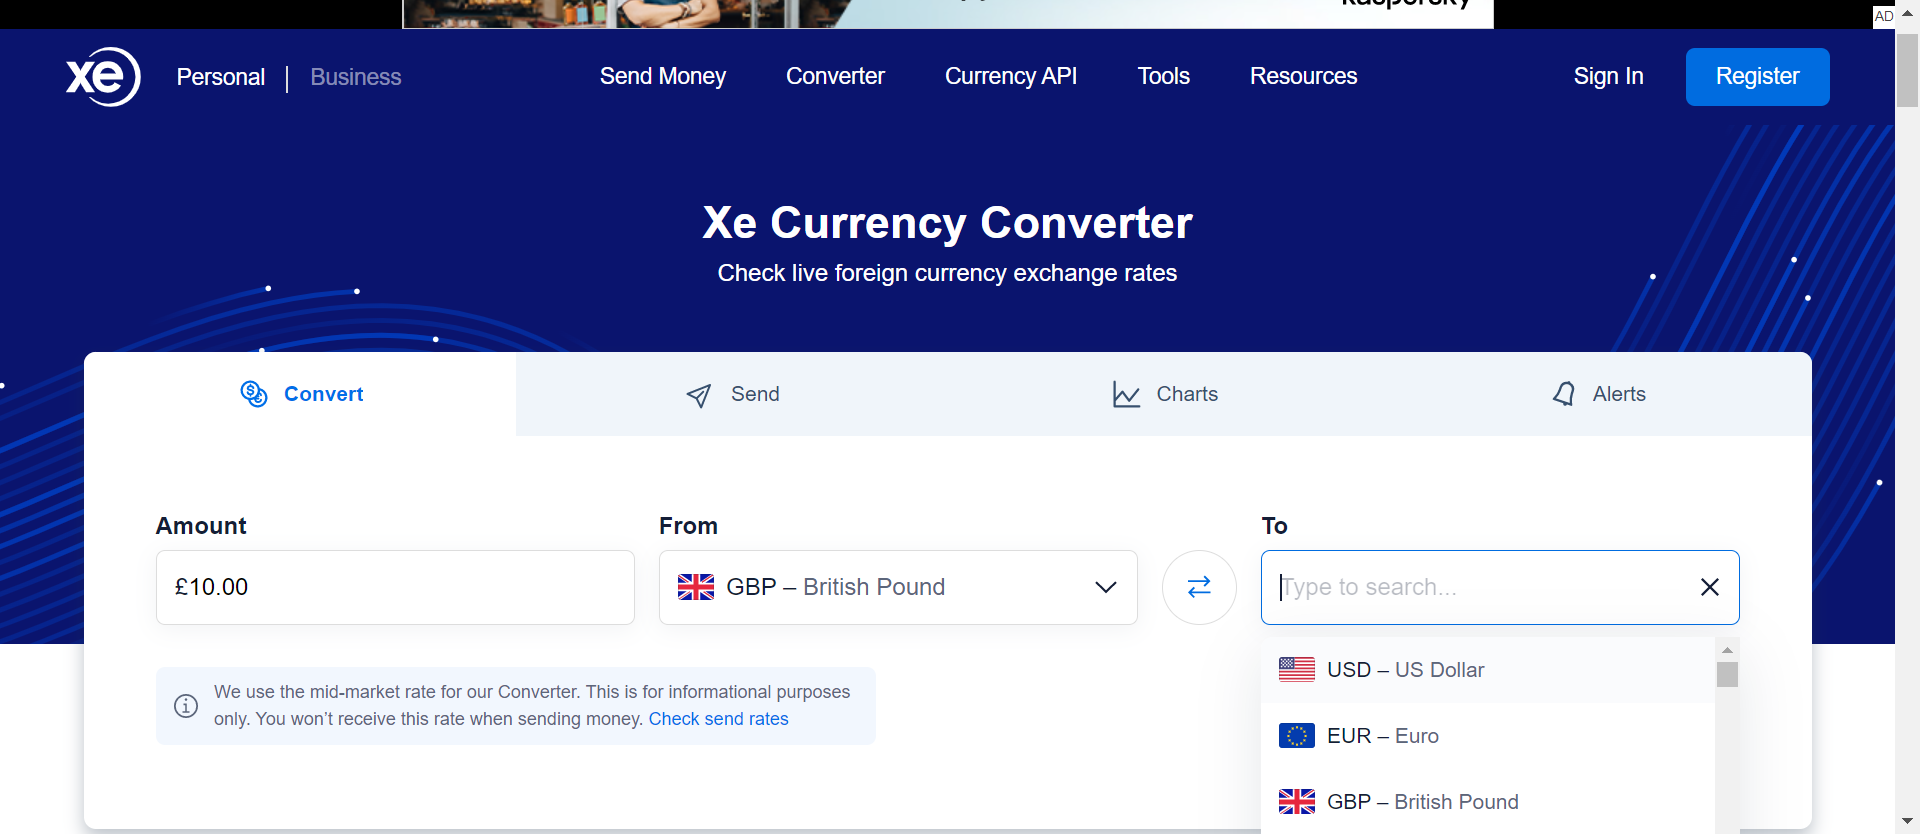 Kaspersky
AD
xe
Personal | Business
Send Money
Converter
Currency API
Tools
Resources
Sign In
Register
Xe Currency Converter
Check live foreign currency exchange rates
Convert
Send
Charts
Alerts
Amount
£10.00
From
GBP – British Pound
To
Type to search...
We use the mid-market rate for our Converter. This is for informational purposes
only. You won’t receive this rate when sending money. Check send rates
USD – US Dollar
EUR – Euro
GBP – British Pound